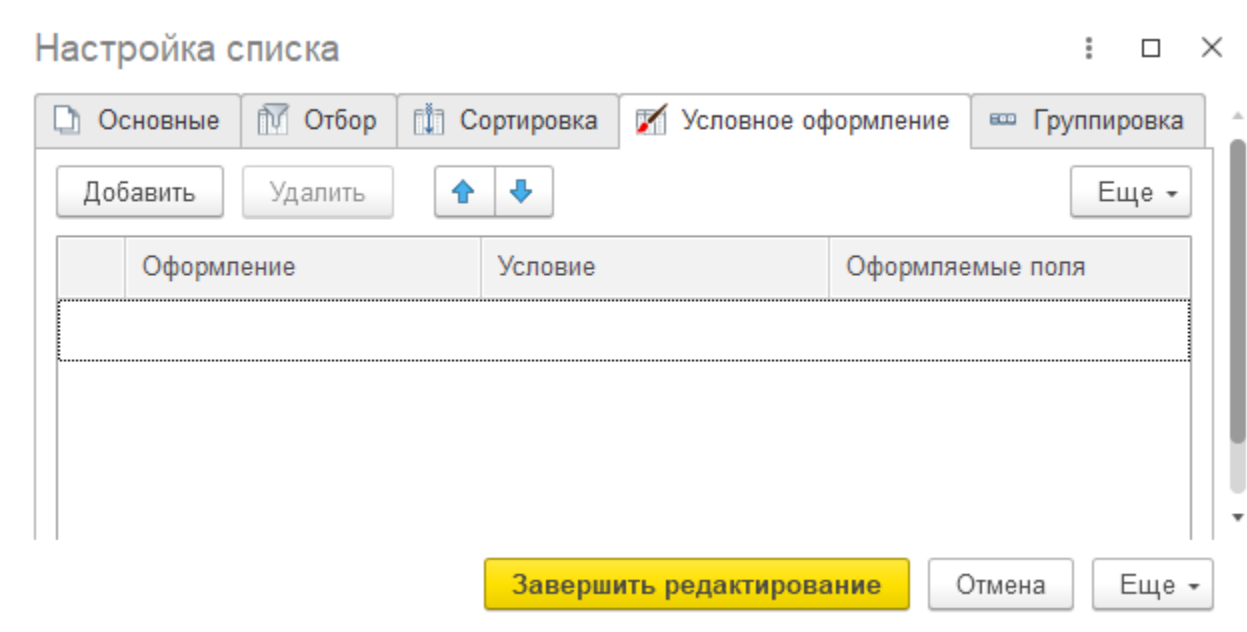 Настройка списка
Основные Отбор Сортировка Условное оформление Группировка
Добавить Удалить Еще
Оформление Условие Оформляемые поля
Завершить редактирование Отмена Еще